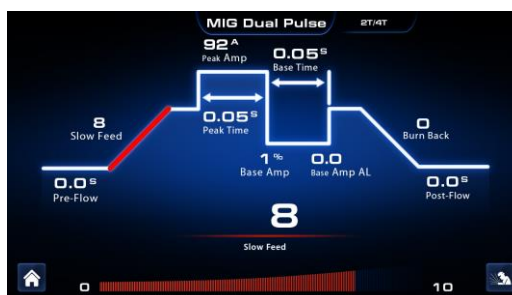 MIG Dual Pulse
2T/4T
92 A
Peak Amp
0.05 S
Base Time
0.05 S
Peak Time
8
Slow Feed
0
Burn Back
1 %
Base Amp
0.0
Base Amp AL
0.0 S
Pre-Flow
0.0 S
Post-Flow
8
Slow Feed
0
10